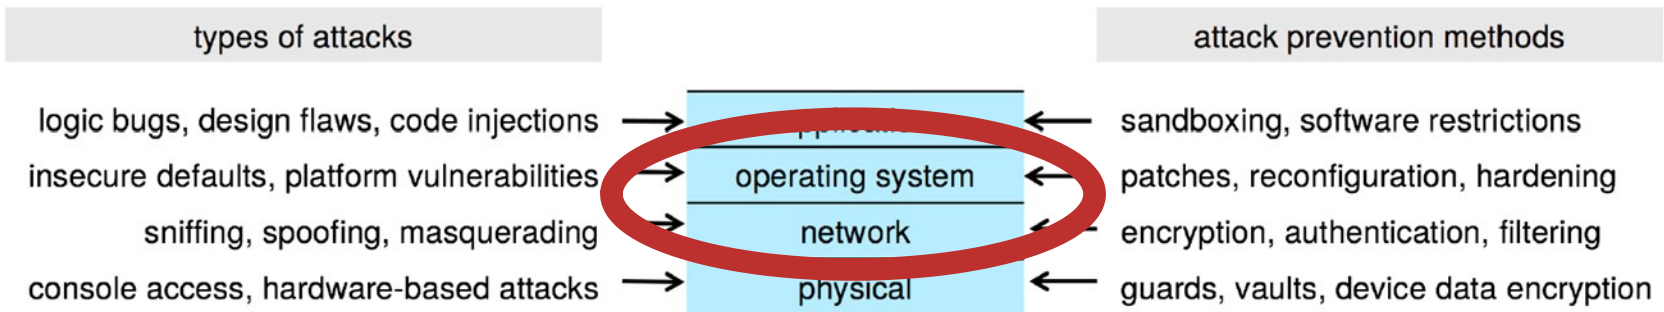 types of attacks attack prevention methods
logic bugs, design flaws, code injections sandboxing, software restrictions
insecure defaults, platform vulnerabilities operating system patches, reconfiguration, hardening
sniffing, spoofing, masquerading network encryption, authentication, filtering
console access, hardware-based attacks physical guards, vaults, device data encryption